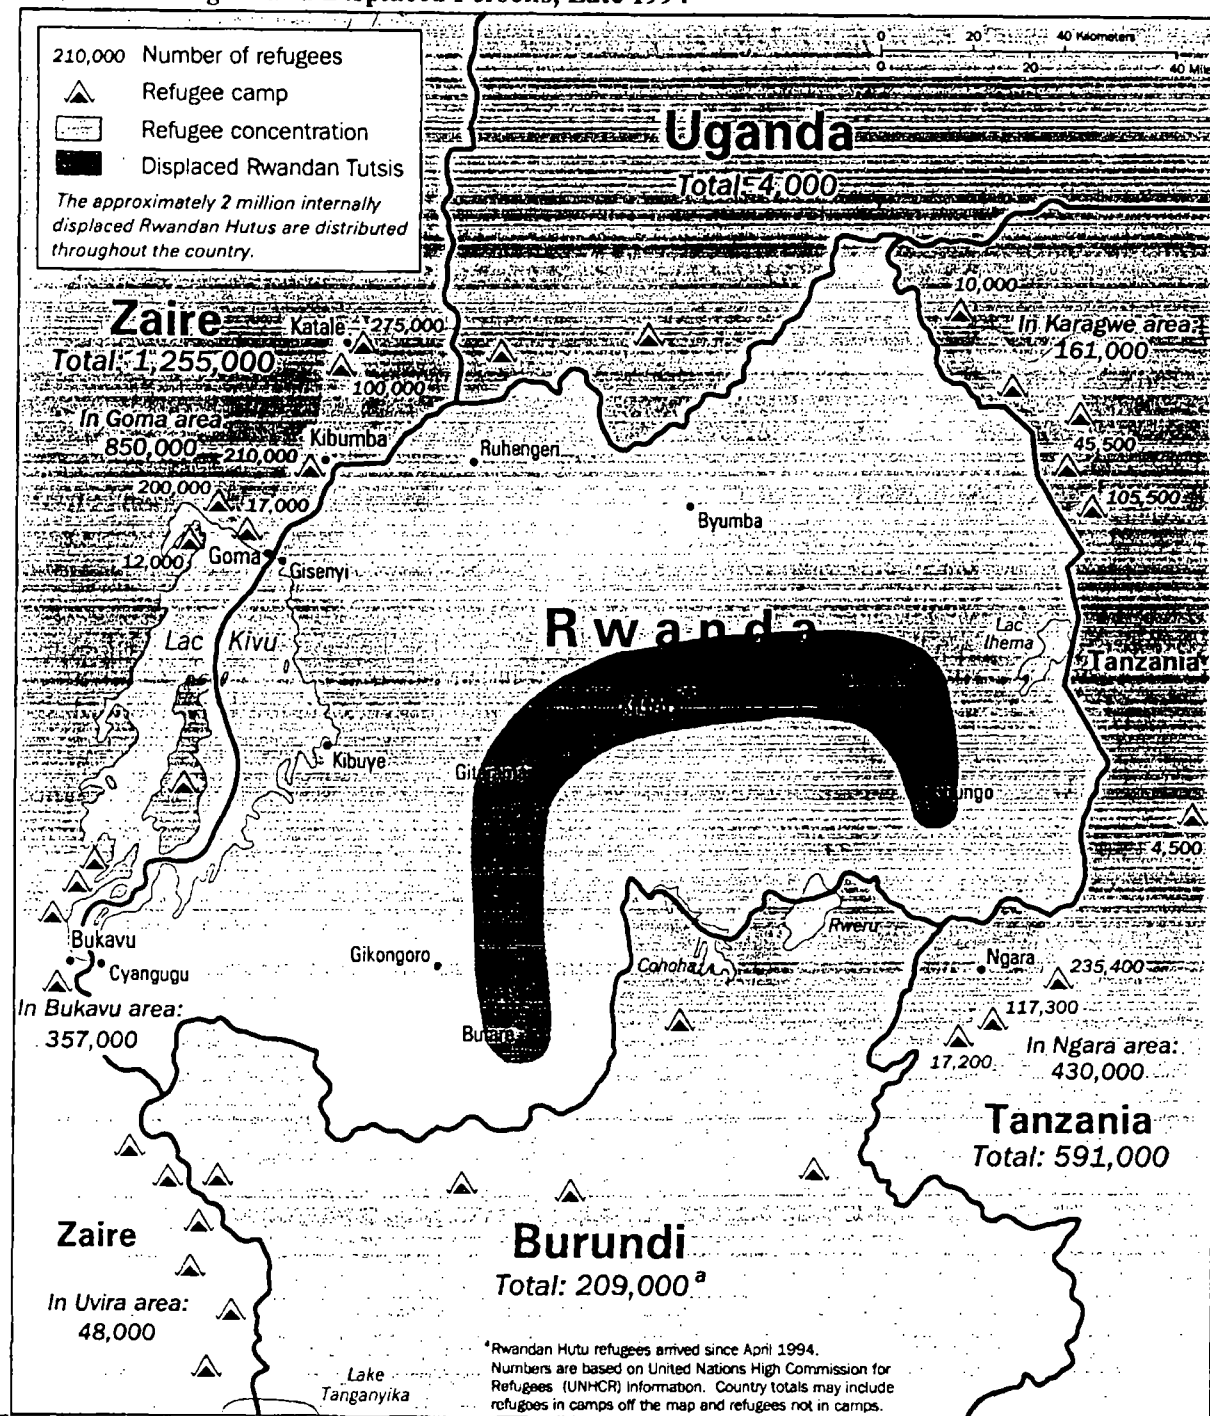 Displaced Persons, Late 1994
210,000 Number of refugees
Refugee camp
Refugee concentration
Displaced Rwandan Tutsis
The approximately 2 million internally
displaced Rwandan Hutus are distributed
throughout the country.
0 20 40 Kilometers
0 20 40 Mile
Uganda
Total: 4,000
Zaire
Total: 1,255,000
Katale
275,000
100,000
In Goma area:
850,000
Kibumba
210,000
200,000
17,000
12,000
Goma
Gisenyi
Ruhengeri
Byumba
10,000
In Karagwe area:
161,000
45,500
105,500
Rwanda
Lac Kivu
Lac
Ihema
Tanzania
Kibuye
4,500
Bukavu
Cyangugu
In Bukavu area:
357,000
Gikongoro
Butare
Cohoha
Rweru
Ngara
235,400
117,300
17,200
In Ngara area:
430,000
Tanzania
Total: 591,000
Zaire
In Uvira area:
48,000
Burundi
Total: 209,000 a
Lake
Tanganyika
a Rwandan Hutu refugees arrived since April 1994.
Numbers are based on United Nations High Commission for
Refugees (UNHCR) information. Country totals may include
refugees in camps off the map and refugees not in camps.